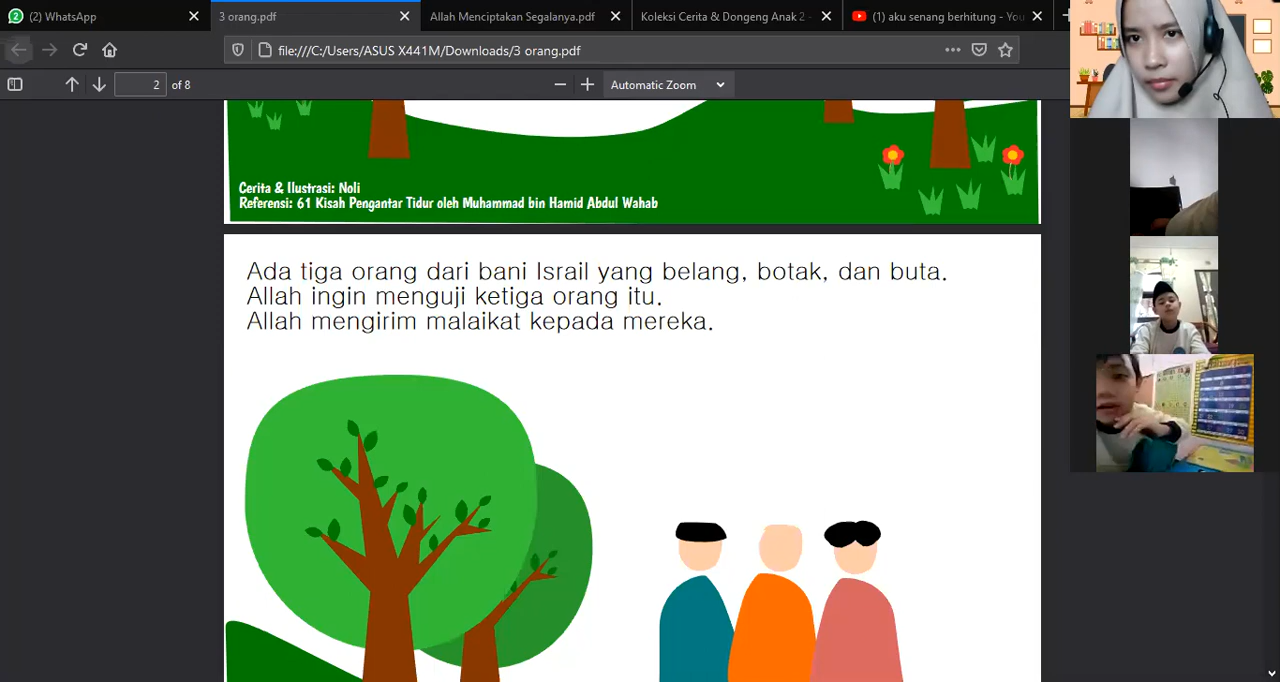 (2) WhatsApp
3 orang.pdf
Allah Menciptakan Segalanya.pdf
Koleksi Cerita & Dongeng Anak 2 -
(1) aku senang berhitung - You
file:///C:/Users/ASUS X441M/Downloads/3 orang.pdf
2 of 8
Automatic Zoom
Cerita & Ilustrasi: Noli
Referensi: 61 Kisah Pengantar Tidur oleh Muhammad bin Hamid Abdul Wahab
Ada tiga orang dari bani Israil yang belang, botak, dan buta.
Allah ingin menguji ketiga orang itu.
Allah mengirim malaikat kepada mereka.